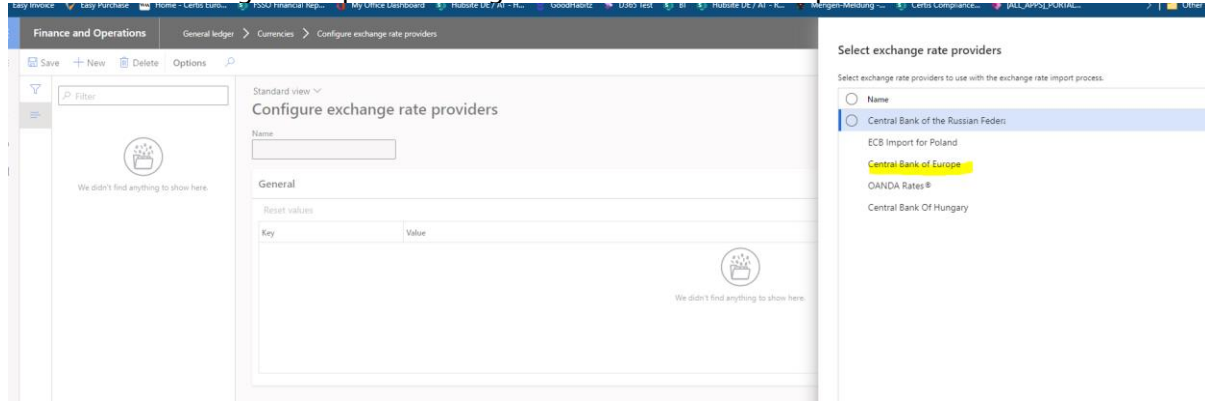 Easy Invoice Easy Purchase Home - Certis Euro... FSSO Financial Rep... My Office Dashboard Hubsite DE / AT - H... GoodHabitz D365 Test BI Hubsite DE / AT - R... Mengen-Meldung -... Certis Compliance... [ALL_APPS]_PORTAL... Other
Finance and Operations General ledger > Currencies > Configure exchange rate providers
Save New Delete Options
Filter
We didn't find anything to show here.
Standard view
Configure exchange rate providers
Name
General
Reset values
Key Value
We didn't find anything to show here.
Select exchange rate providers
Select exchange rate providers to use with the exchange rate import process.
Name
Central Bank of the Russian Feder
ECB Import for Poland
Central Bank of Europe
OANDA Rates®
Central Bank Of Hungary